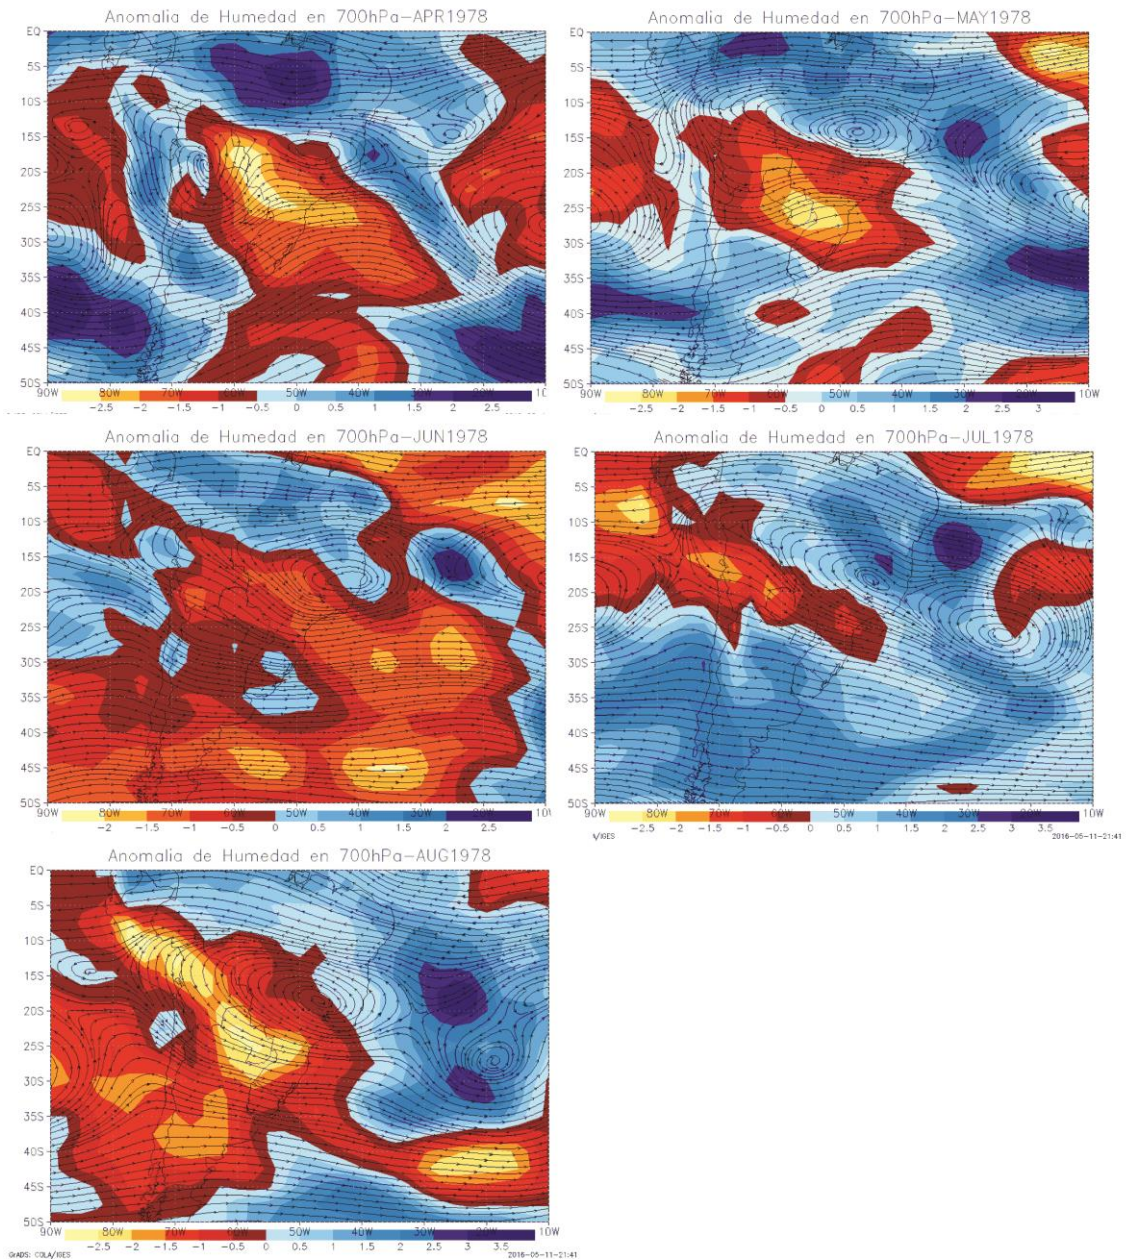 Anomalia de Humedad en 700hPa-APR1978
EQ
5S
10S
15S
20S
25S
30S
35S
40S
45S
50S
90W 80W 70W 60W 50W 40W 30W 20W
-2.5 -2 -1.5 -1 -0.5 0 0.5 1 1.5 2 2.5
Anomalia de Humedad en 700hPa-MAY1978
EQ
5S
10S
15S
20S
25S
30S
35S
40S
45S
50S
90W 80W 70W 60W 50W 40W 30W 20W 10W
-2.5 -2 -1.5 -1 -0.5 0 0.5 1 1.5 2 2.5 3
Anomalia de Humedad en 700hPa-JUN1978
EQ
5S
10S
15S
20S
25S
30S
35S
40S
45S
50S
90W 80W 70W 60W 50W 40W 30W 20W
-2 -1.5 -1 -0.5 0 0.5 1 1.5 2 2.5
Anomalia de Humedad en 700hPa-JUL1978
EQ
5S
10S
15S
20S
25S
30S
35S
40S
45S
50S
90W 80W 70W 60W 50W 40W 30W 20W 10W
-2.5 -2 -1.5 -1 -0.5 0 0.5 1 1.5 2 2.5 3 3.5
/IGES 2016-05-11-21:41
Anomalia de Humedad en 700hPa-AUG1978
EQ
5S
10S
15S
20S
25S
30S
35S
40S
45S
50S
90W 80W 70W 60W 50W 40W 30W 20W 10W
-2.5 -2 -1.5 -1 -0.5 0 0.5 1 1.5 2 2.5 3 3.5
GrADS: COLA/IGES 2016-05-11-21:41